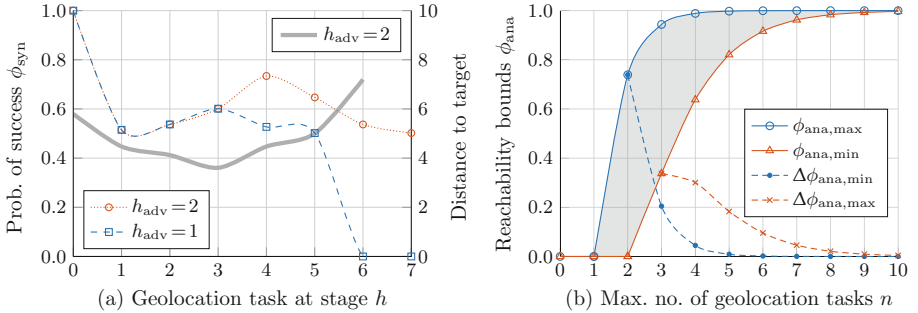 Prob. of success ϕsyn
1.0
0.8
0.6
0.4
0.2
0.0
0 1 2 3 4 5 6 7
10
8
6
4
2
0
Distance to target
hadv = 2
hadv = 2
hadv = 1
(a) Geolocation task at stage h
Reachability bounds ϕana
1.0
0.8
0.6
0.4
0.2
0.0
0 1 2 3 4 5 6 7 8 9 10
ϕana,max
ϕana,min
Δϕana,min
Δϕana,max
(b) Max. no. of geolocation tasks n